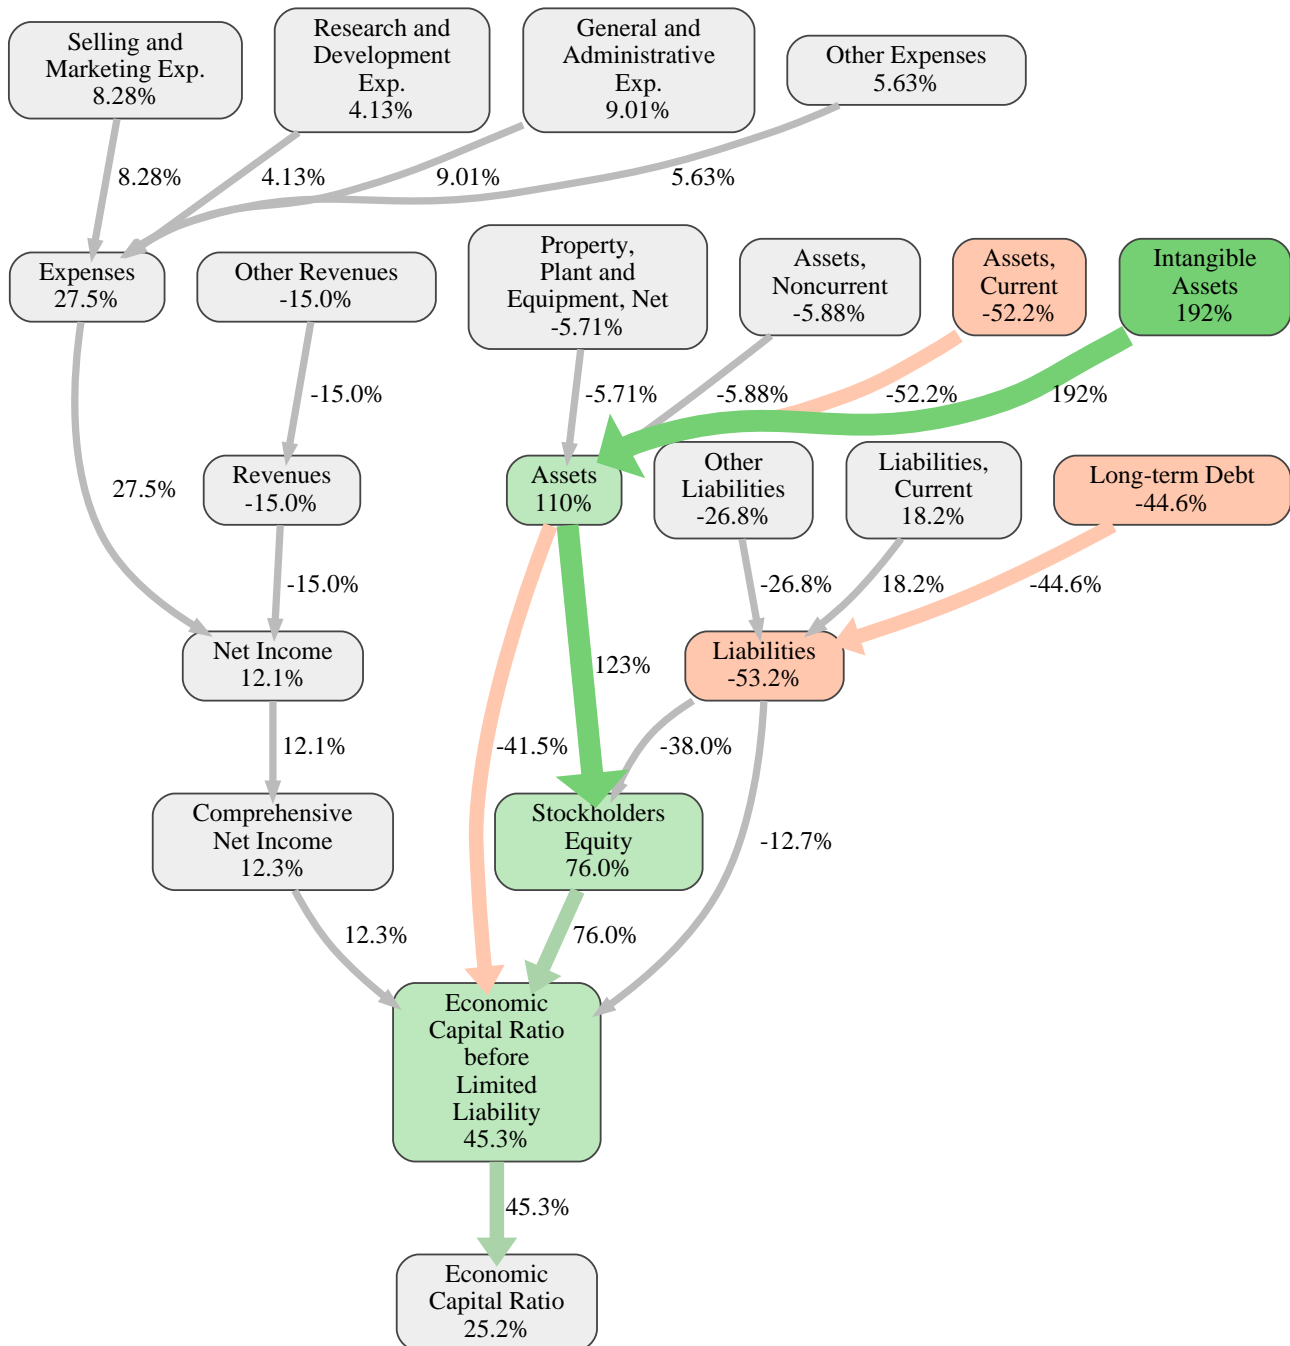 Selling and
Marketing Exp.
8.28%
Research and
Development
Exp.
4.13%
General and
Administrative
Exp.
9.01%
Other Expenses
5.63%
8.28%
4.13%
9.01%
5.63%
Expenses
27.5%
Other Revenues
-15.0%
Property,
Plant and
Equipment, Net
-5.71%
Assets,
Noncurrent
-5.88%
Assets,
Current
-52.2%
Intangible
Assets
192%
-15.0%
-5.71%
-5.88%
-52.2%
192%
27.5%
Revenues
-15.0%
Assets
110%
Other
Liabilities
-26.8%
Liabilities,
Current
18.2%
Long-term Debt
-44.6%
-15.0%
-26.8%
18.2%
-44.6%
Net Income
12.1%
123%
Liabilities
-53.2%
12.1%
-41.5%
-38.0%
Comprehensive
Net Income
12.3%
Stockholders
Equity
76.0%
-12.7%
12.3%
76.0%
Economic
Capital Ratio
before
Limited
Liability
45.3%
45.3%
Economic
Capital Ratio
25.2%